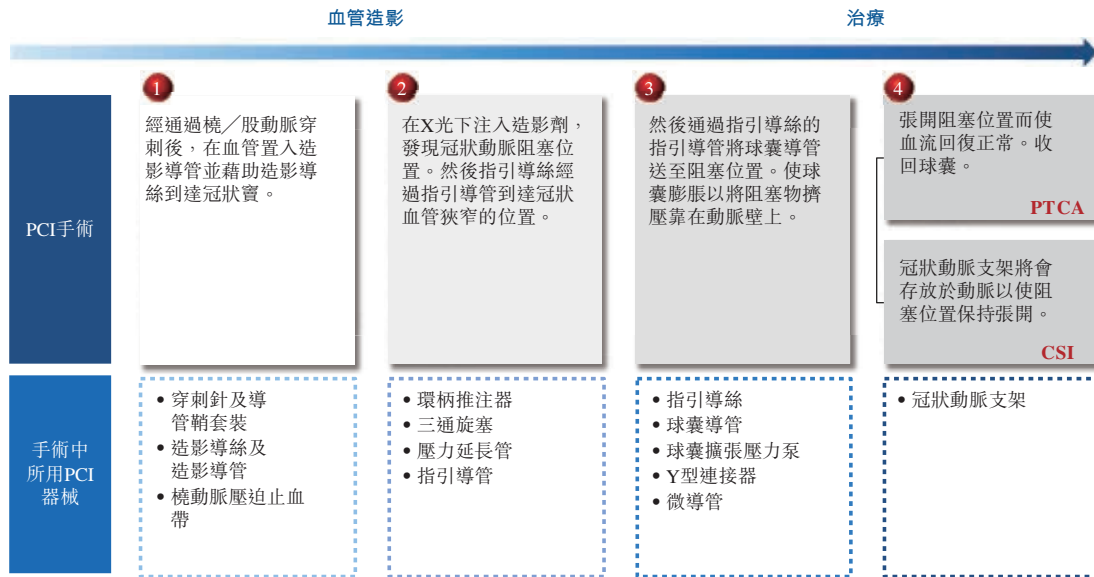 血管造影
治療
1
2
3
4
PCI手術
經通過橈／股動脈穿
刺後，在血管置入造
影導管並藉助造影導
絲到達冠狀竇。
在X光下注入造影劑，
發現冠狀動脈阻塞位
置。然後指引導絲經
過指引導管到達冠狀
血管狹窄的位置。
然後通過指引導絲的
指引導管將球囊導管
送至阻塞位置。使球
囊膨脹以將阻塞物擠
壓靠在動脈壁上。
張開阻塞位置而使
血流回復正常。收
回球囊。
PTCA
冠狀動脈支架將會
存放於動脈以使阻
塞位置保持張開。
CSI
手術中
所用PCI
器械
• 穿刺針及導
管鞘套裝
• 造影導絲及
造影導管
• 橈動脈壓迫止血
帶
• 環柄推注器
• 三通旋塞
• 壓力延長管
• 指引導管
• 指引導絲
• 球囊導管
• 球囊擴張壓力泵
• Y型連接器
• 微導管
• 冠狀動脈支架